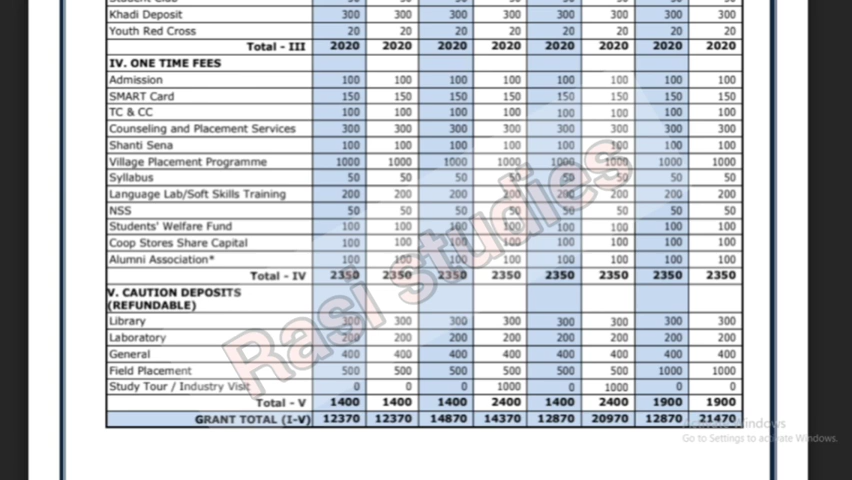 Khadi Deposit 300 300 300 300 300 300 300 300
Youth Red Cross 20 20 20 20 20 20 20 20
Total - III 2020 2020 2020 2020 2020 2020 2020 2020
IV. ONE TIME FEES
Admission 100 100 100 100 100 100 100 100
SMART Card 150 150 150 150 150 150 150 150
TC & CC 100 100 100 100 100 100 100 100
Counseling and Placement Services 300 300 300 300 300 300 300 300
Shanti Sena 100 100 100 100 100 100 100 100
Village Placement Programme 1000 1000 1000 1000 1000 1000 1000 1000
Syllabus 50 50 50 50 50 50 50 50
Language Lab/Soft Skills Training 200 200 200 200 200 200 200 200
NSS 50 50 50 50 50 50 50 50
Students' Welfare Fund 100 100 100 100 100 100 100 100
Coop Stores Share Capital 100 100 100 100 100 100 100 100
Alumni Association* 100 100 100 100 100 100 100 100
Total - IV 2350 2350 2350 2350 2350 2350 2350 2350
V. CAUTION DEPOSITS
(REFUNDABLE)
Library 300 300 300 300 300 300 300 300
Laboratory 200 200 200 200 200 200 200 200
General 400 400 400 400 400 400 400 400
Field Placement 500 500 500 500 500 500 1000 1000
Study Tour / Industry Visit 0 0 0 1000 0 1000 0 0
Total - V 1400 1400 1400 2400 1400 2400 1900 1900
GRANT TOTAL (I-V) 12370 12370 14870 14370 12870 20970 12870 21470
Rasi studies
Activate Windows
Go to Settings to activate Windows.